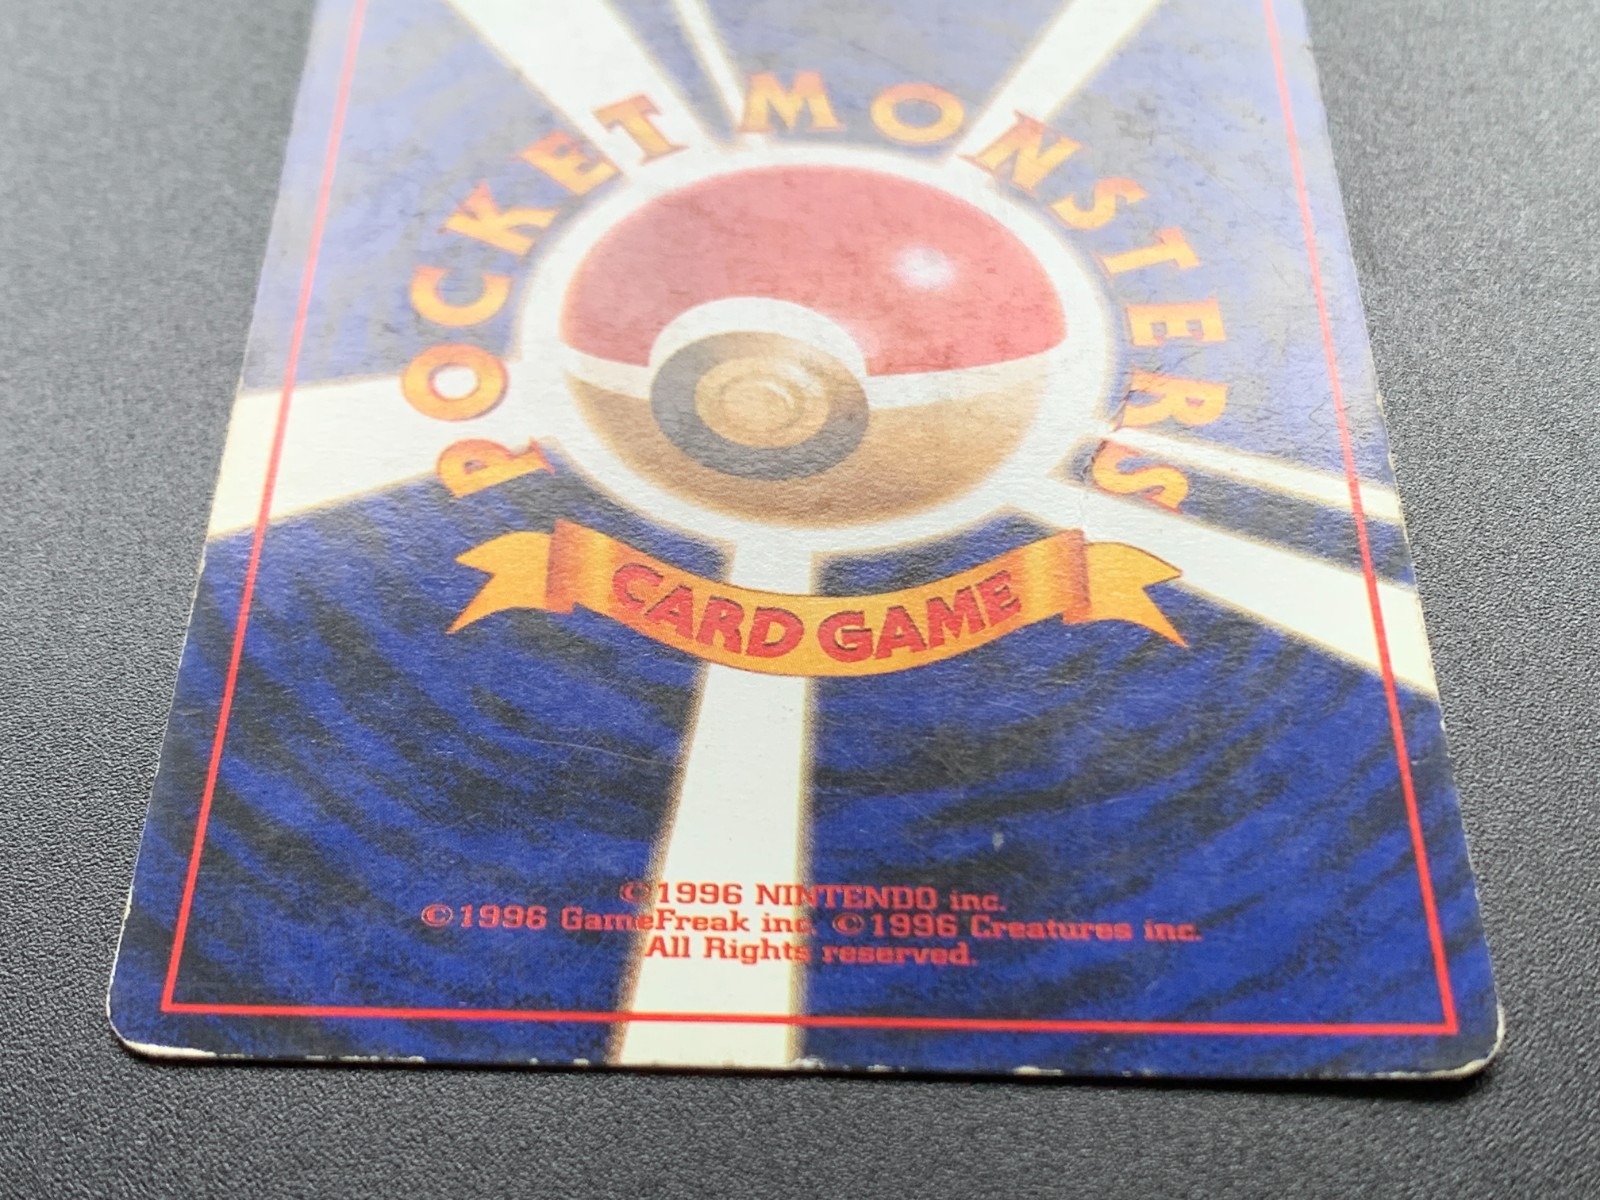 POCKET MONSTERS
CARD GAME
©1996 NINTENDO inc.
©1996 GameFreak inc. ©1996 Creatures inc.
All Rights reserved.